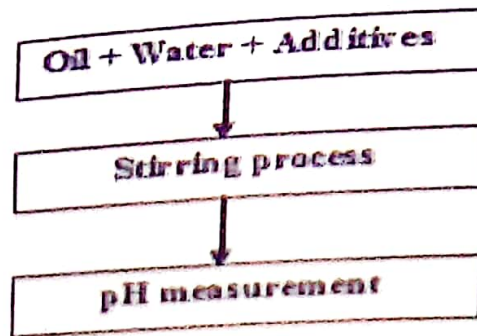 Oil + Water + Additives
Stirring process
pH measurement